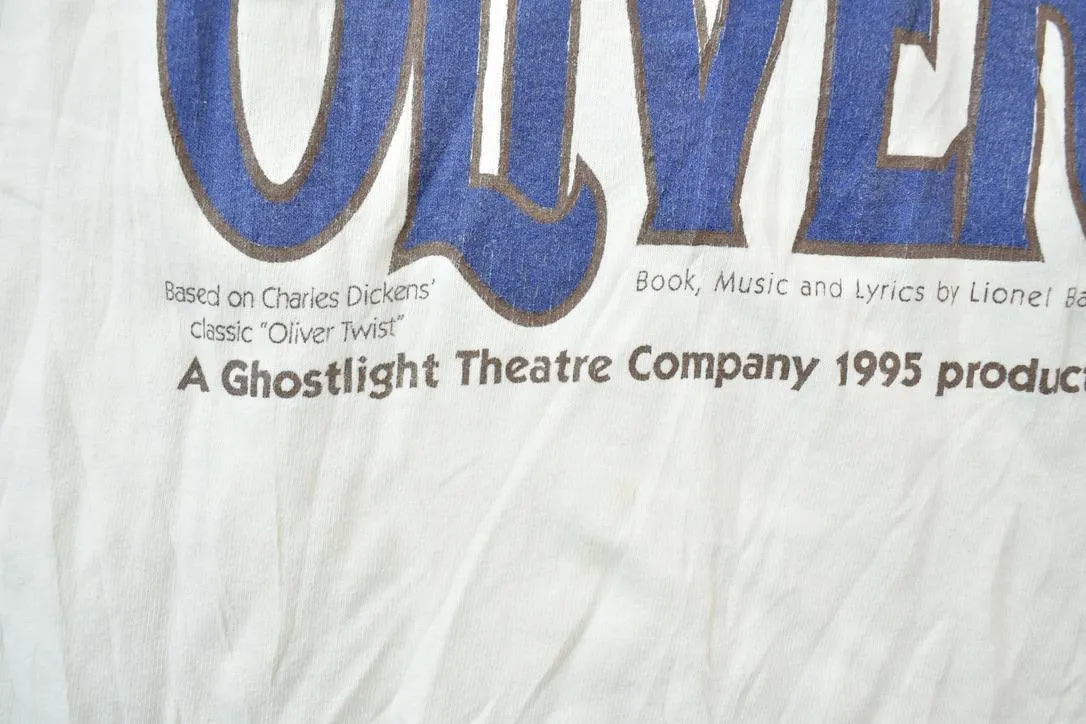 OLIVER
Based on Charles Dickens'
classic "Oliver Twist"
Book, Music and Lyrics by Lionel
A Ghostlight Theatre Company 1995